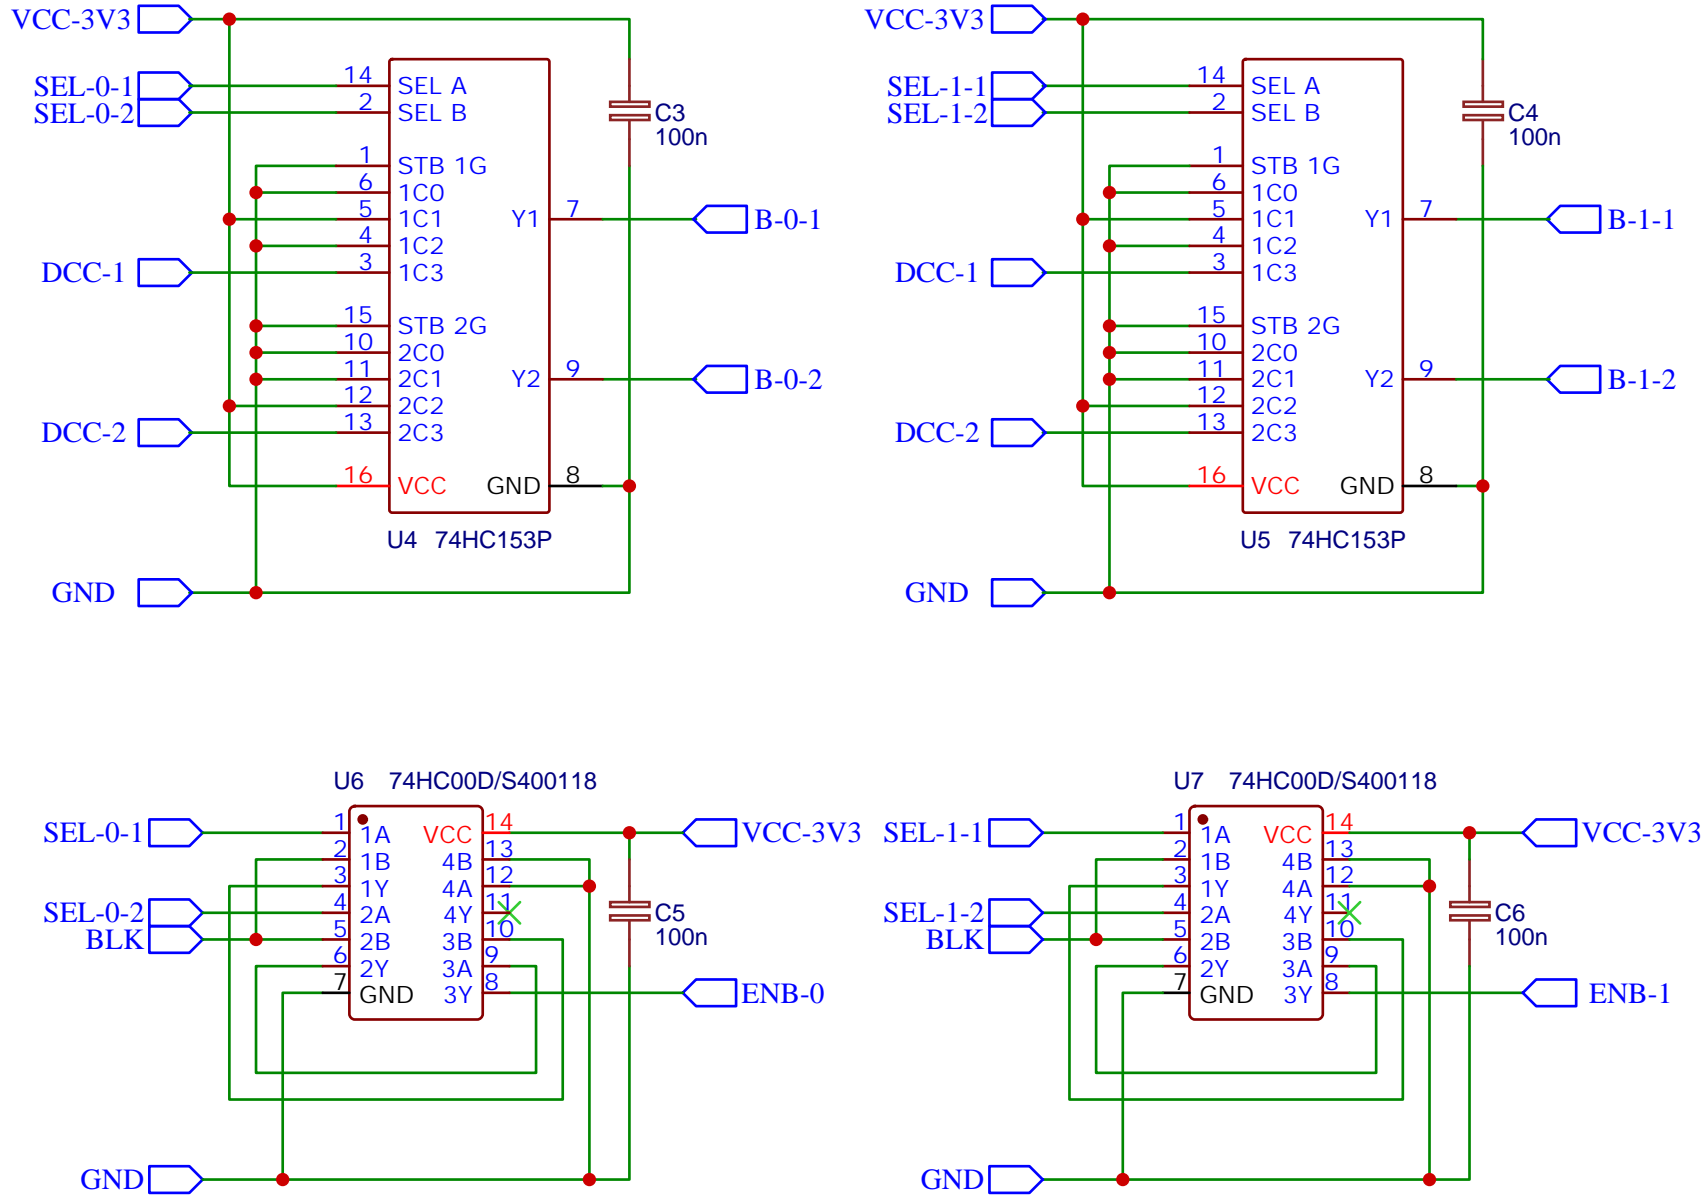 VCC-3V3
SEL-0-1
SEL-0-2
DCC-1
DCC-2
GND
14 SEL A
2 SEL B
1 STB 1G
6 1C0
5 1C1
4 1C2
3 1C3
15 STB 2G
10 2C0
11 2C1
12 2C2
13 2C3
16 VCC
Y1 7
Y2 9
GND 8
U4 74HC153P
C3
100n
B-0-1
B-0-2
VCC-3V3
SEL-1-1
SEL-1-2
DCC-1
DCC-2
GND
14 SEL A
2 SEL B
1 STB 1G
6 1C0
5 1C1
4 1C2
3 1C3
15 STB 2G
10 2C0
11 2C1
12 2C2
13 2C3
16 VCC
Y1 7
Y2 9
GND 8
U5 74HC153P
C4
100n
B-1-1
B-1-2
U6 74HC00D/S400118
SEL-0-1
SEL-0-2
BLK
GND
1 1A
2 1B
3 1Y
4 2A
5 2B
6 2Y
7 GND
VCC 14
4B 13
4A 12
4Y 11
3B 10
3A 9
3Y 8
VCC-3V3
C5
100n
ENB-0
U7 74HC00D/S400118
SEL-1-1
SEL-1-2
BLK
GND
1 1A
2 1B
3 1Y
4 2A
5 2B
6 2Y
7 GND
VCC 14
4B 13
4A 12
4Y 11
3B 10
3A 9
3Y 8
VCC-3V3
C6
100n
ENB-1